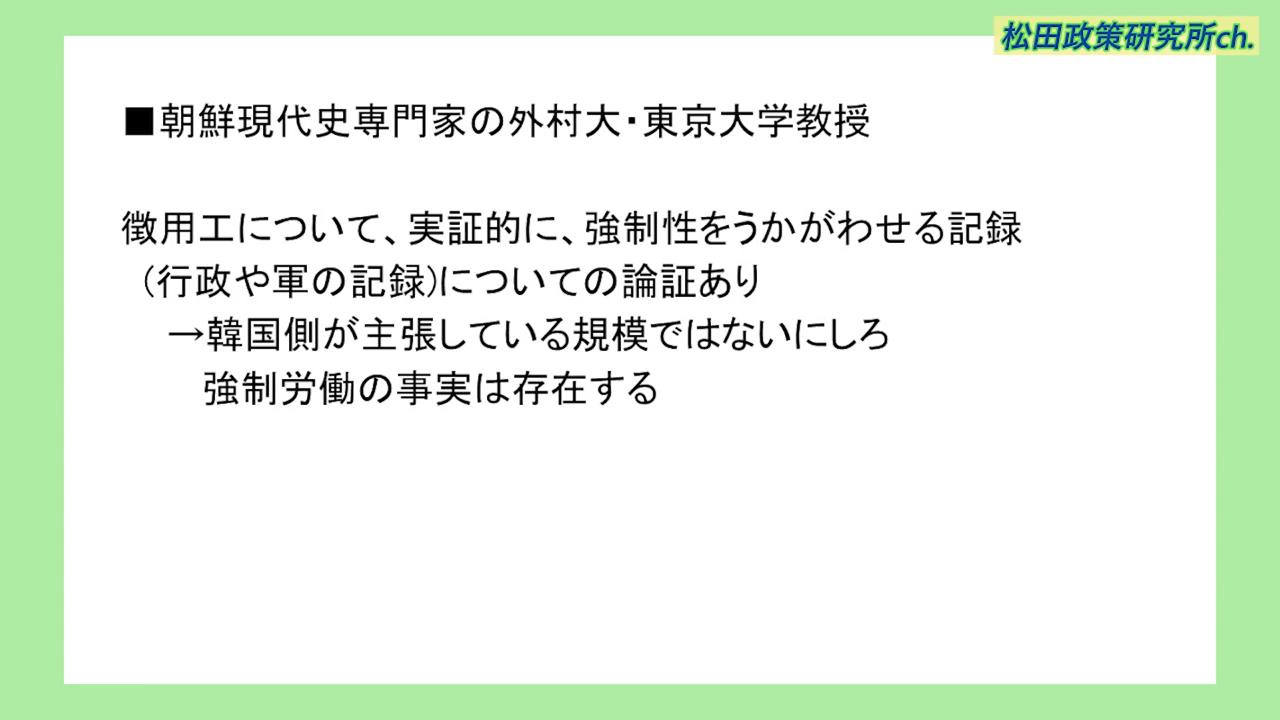 松田政策研究所ch.
■朝鮮現代史専門家の外村大・東京大学教授
徴用工について、実証的に、強制性をうかがわせる記録
(行政や軍の記録)についての論証あり
→韓国側が主張している規模ではないにしろ
強制労働の事実は存在する